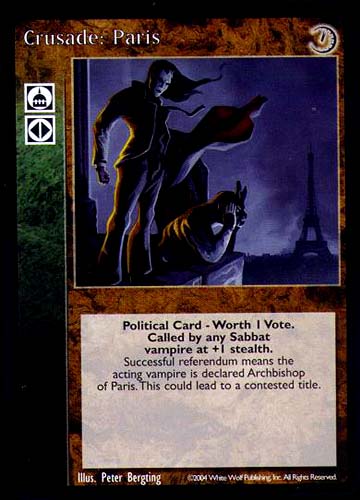 Crusade: Paris
Political Card - Worth 1 Vote.
Called by any Sabbat
vampire at +1 stealth.
Successful referendum means the
acting vampire is declared Archbishop
of Paris. This could lead to a contested title.
Illus. Peter Bergting
©2004 White Wolf Publishing, Inc. All Rights Reserved.